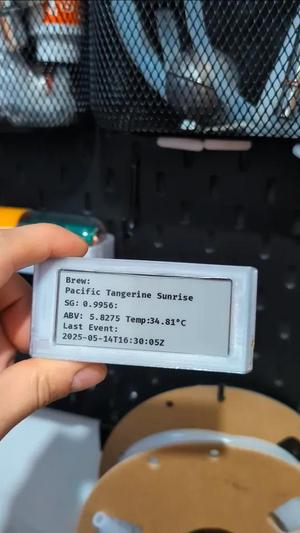 Brew:
Pacific Tangerine Sunrise
SG: 0.9956:
ABV: 5.8275 Temp:34.81°C
Last Event:
2025-05-14T16:30:05Z